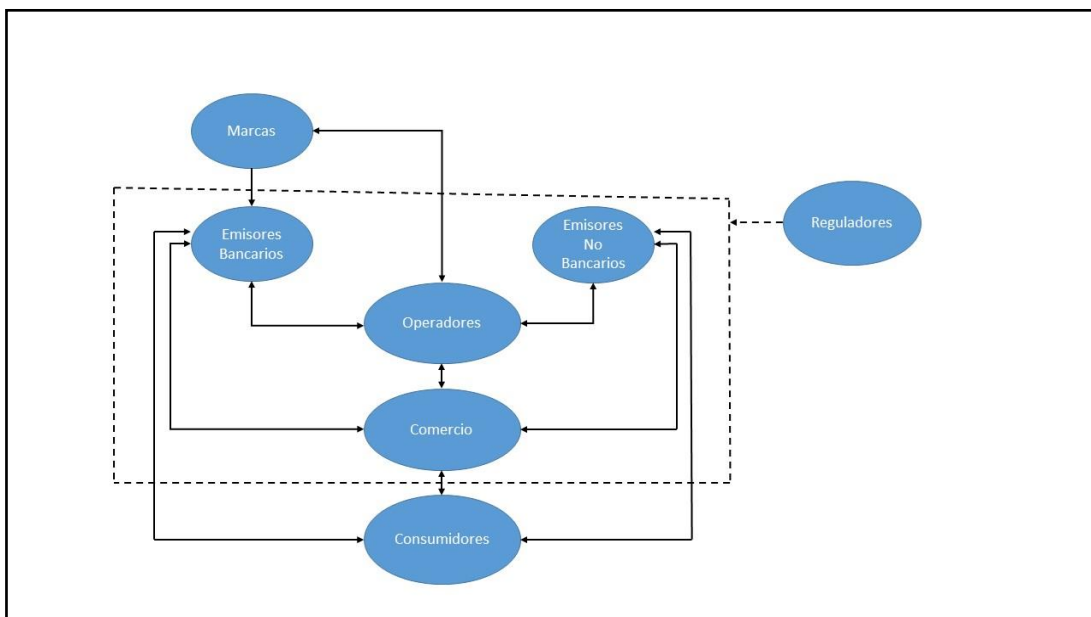 Marcas
Emisores
Bancarios
Emisores
No
Bancarios
Reguladores
Operadores
Comercio
Consumidores